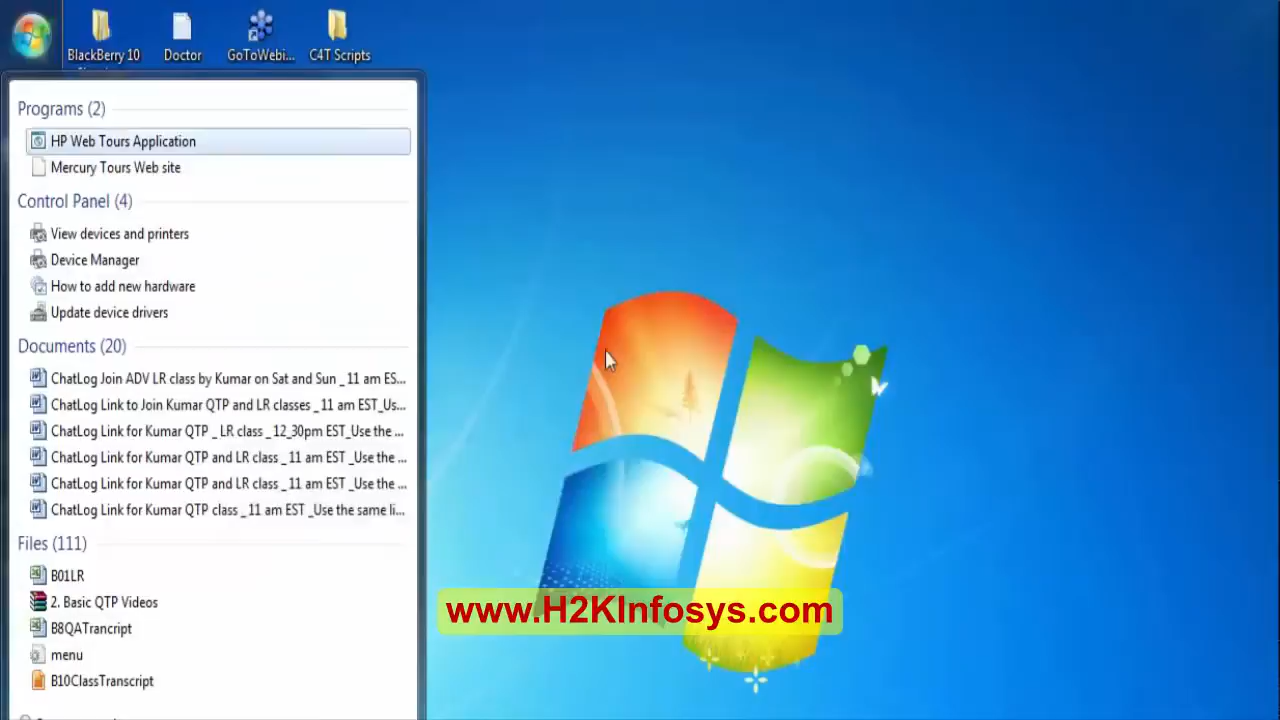 BlackBerry 10
Doctor
GoToWebi...
C4T Scripts
Programs (2)
HP Web Tours Application
Mercury Tours Web site
Control Panel (4)
View devices and printers
Device Manager
How to add new hardware
Update device drivers
Documents (20)
ChatLog Join ADV LR class by Kumar on Sat and Sun _ 11 am ES...
ChatLog Link to Join Kumar QTP and LR classes _ 11 am EST_Us...
ChatLog Link for Kumar QTP _ LR class _ 12_30pm EST_Use the ...
ChatLog Link for Kumar QTP and LR class _ 11 am EST _Use the ...
ChatLog Link for Kumar QTP and LR class _ 11 am EST _Use the ...
ChatLog Link for Kumar QTP class _ 11 am EST _Use the same li...
Files (111)
B01LR
2. Basic QTP Videos
B8QATrancript
menu
B10ClassTranscript
www.H2KInfosys.com